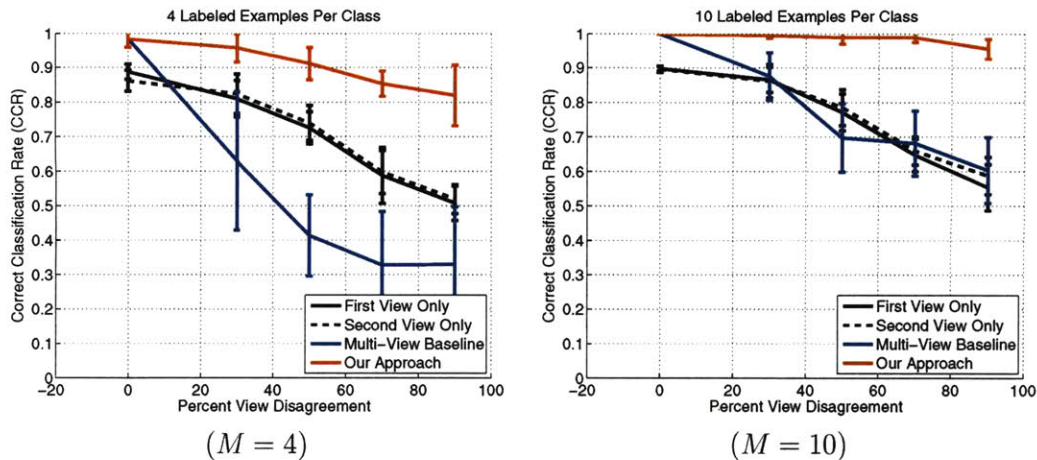 4 Labeled Examples Per Class
Correct Classification Rate (CCR)
1
0.9
0.8
0.7
0.6
0.5
0.4
0.3
0.2
0.1
0
−20
0
20
40
60
80
100
Percent View Disagreement
First View Only
Second View Only
Multi−View Baseline
Our Approach
(M = 4)
10 Labeled Examples Per Class
Correct Classification Rate (CCR)
1
0.9
0.8
0.7
0.6
0.5
0.4
0.3
0.2
0.1
0
−20
0
20
40
60
80
100
Percent View Disagreement
First View Only
Second View Only
Multi−View Baseline
Our Approach
(M = 10)